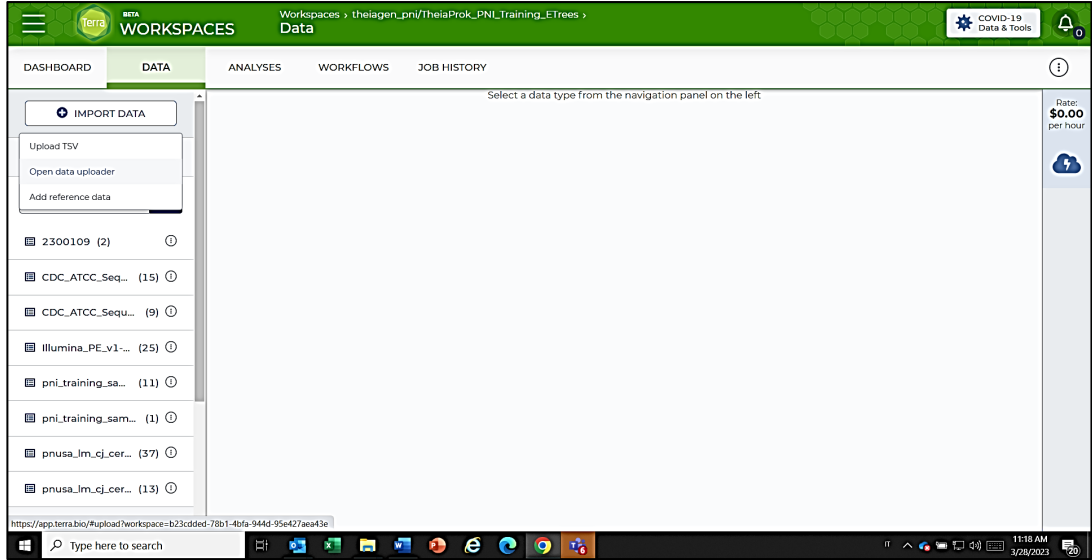 Terra
BETA
WORKSPACES
Workspaces › theiagen_pni/TheiaProk_PNI_Training_ETrees ›
Data
COVID-19
Data & Tools
0
DASHBOARD
DATA
ANALYSES
WORKFLOWS
JOB HISTORY
IMPORT DATA
Select a data type from the navigation panel on the left
Rate:
$0.00
per hour
Upload TSV
Open data uploader
Add reference data
2300109 (2)
CDC_ATCC_Seq... (15)
CDC_ATCC_Sequ... (9)
Illumina_PE_v1-... (25)
pni_training_sa... (11)
pni_training_sam... (1)
pnusa_lm_cj_cer... (37)
pnusa_lm_cj_cer... (13)
https://app.terra.bio/#upload?workspace=b23cdded-78b1-4bfa-944d-95e427aea43e
Type here to search
11:18 AM
3/28/2023
20